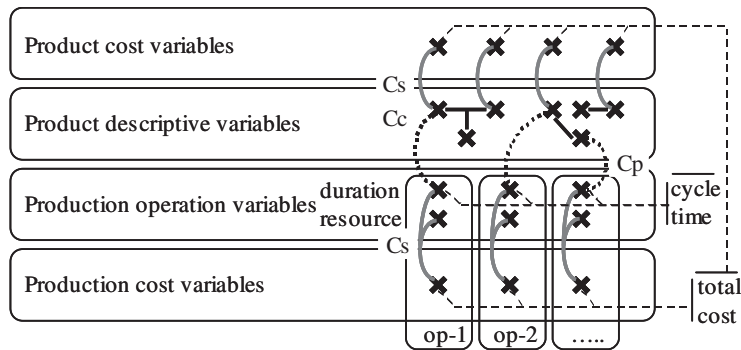 Product cost variables
Cs
Product descriptive variables
Cc
Cp
Production operation variables
duration
resource
cycle
time
Cs
Production cost variables
total
cost
op-1
op-2
.....